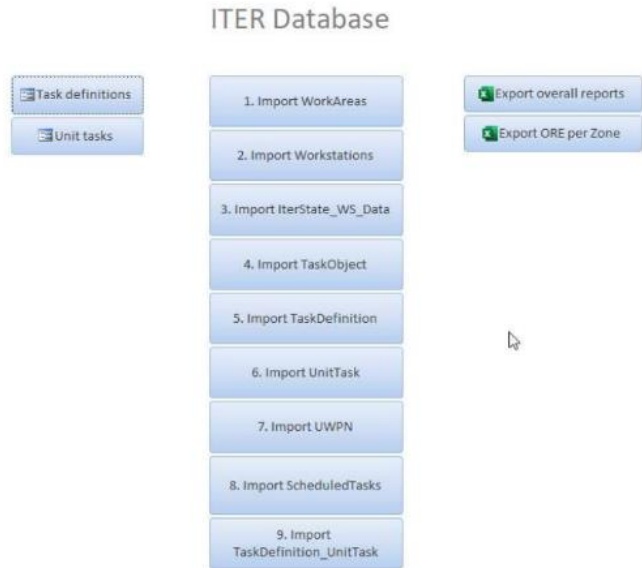 ITER Database
Task definitions
Unit tasks
1. Import WorkAreas
2. Import Workstations
3. Import IterState_WS_Data
4. Import TaskObject
5. Import TaskDefinition
6. Import UnitTask
7. Import UWPN
8. Import ScheduledTasks
9. Import
TaskDefinition_UnitTask
Export overall reports
Export ORE per Zone